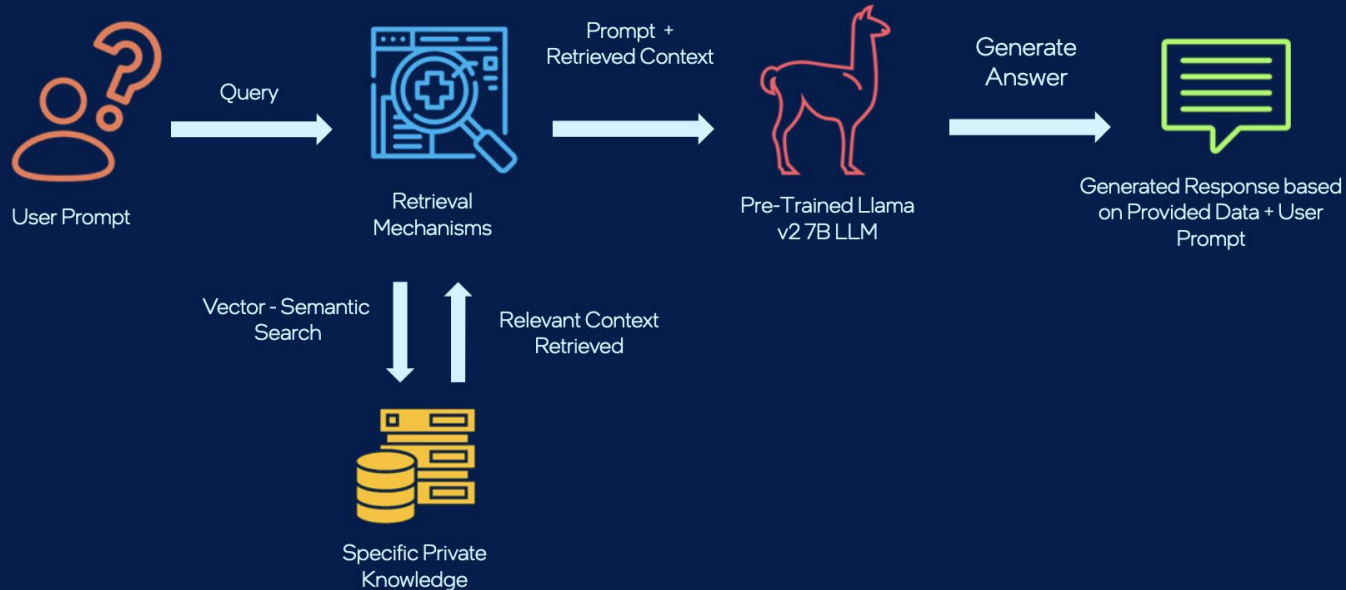 Query
Prompt +
Retrieved Context
Generate
Answer
User Prompt
Retrieval
Mechanisms
Pre-Trained Llama
v2 7B LLM
Generated Response based
on Provided Data + User
Prompt
Vector - Semantic
Search
Relevant Context
Retrieved
Specific Private
Knowledge